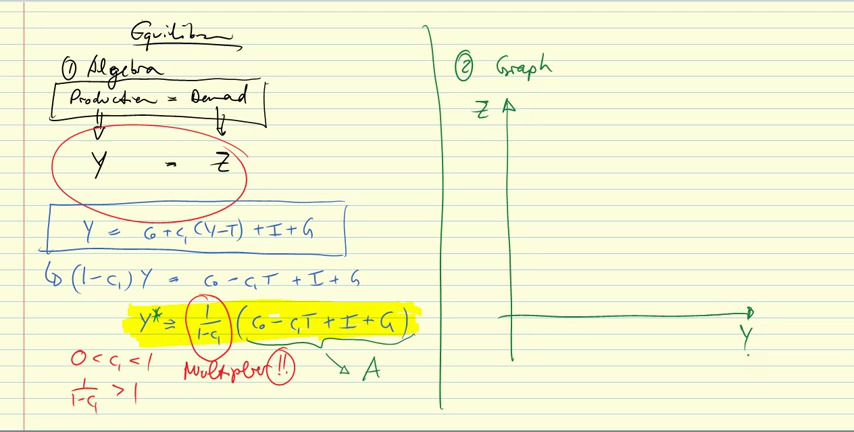 Equilibrium
① Algebra
Production = Demand
Y = Z
Y = c₀ + c₁(Y-T) + I + G
↳ (1-c₁) Y = c₀ - c₁T + I + G
Y* = 1/(1-c₁) (c₀ - c₁T + I + G)
0 < c₁ < 1
Multiplier!!
A
1/(1-c₁) > 1
② Graph
Z
Y